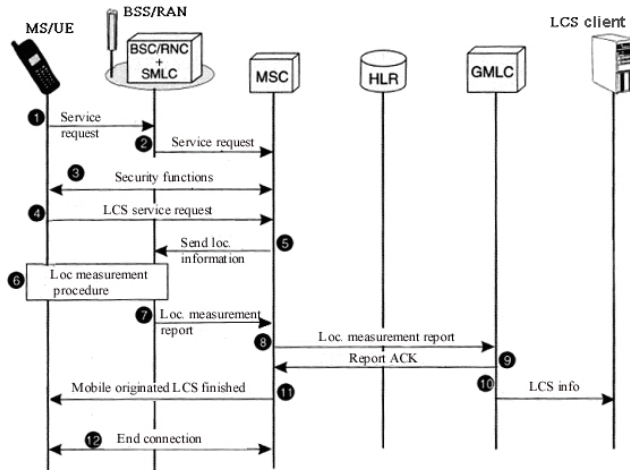 BSS/RAN
MS/UE
LCS client
BSC/RNC
+
SMLC
MSC
HLR
GMLC
1 Service
request
2 Service request
3
Security functions
4 LCS service request
Send loc. 5
information
6 Loc measurement
procedure
7 Loc. measurement
report
8 Loc. measurement report
Report ACK 9
10 LCS info
Mobile originated LCS finished 11
12 End connection